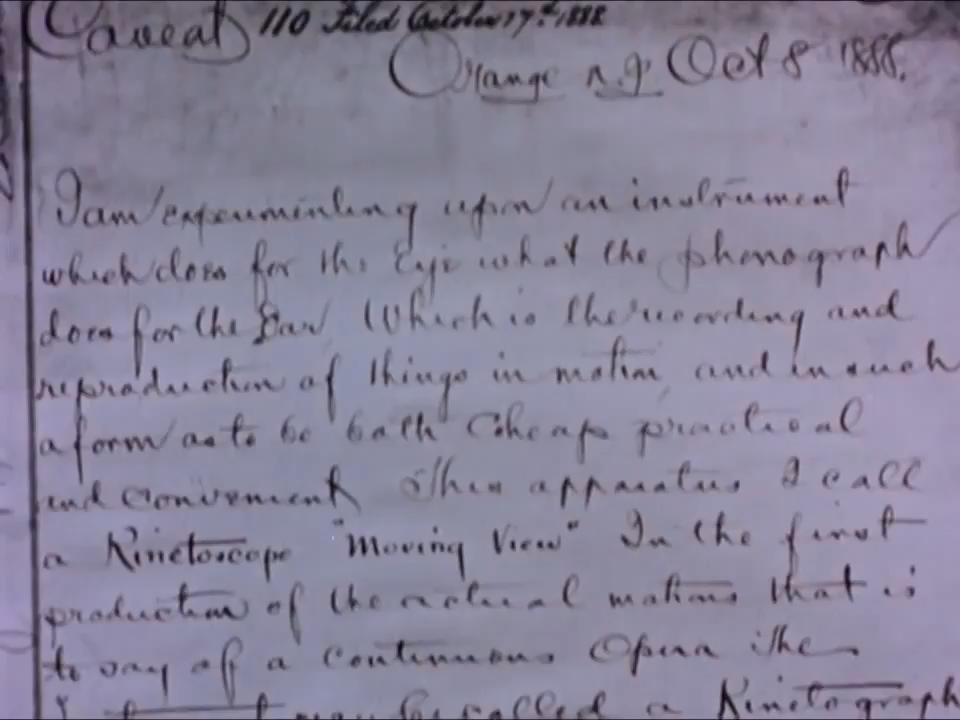 Caveat 110 Filed October 17th 1888
Orange N.J. Oct 8 1888.
I am experimenting upon an instrument
which does for the Eye what the phonograph
does for the Ear, Which is the recording and
reproduction of things in motion, and in such
a form as to be both Cheap practical
and convenient This apparatus I call
a Kinetoscope "Moving View" In the first
production of the actual motions that is
to say of a continuous Opera the
may be called a Kinetograph